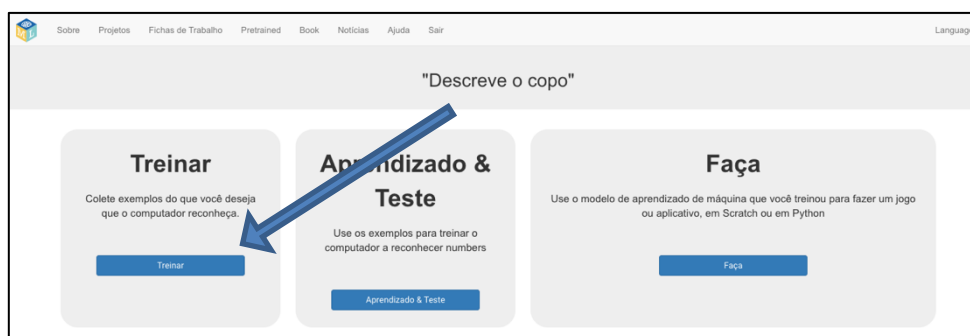 Sobre Projetos Fichas de Trabalho Pretrained Book Notícias Ajuda Sair Languag
"Descreve o copo"
Treinar
Colete exemplos do que você deseja
que o computador reconheça.
Treinar
Aprendizado &
Teste
Use os exemplos para treinar o
computador a reconhecer numbers
Aprendizado & Teste
Faça
Use o modelo de aprendizado de máquina que você treinou para fazer um jogo
ou aplicativo, em Scratch ou em Python
Faça